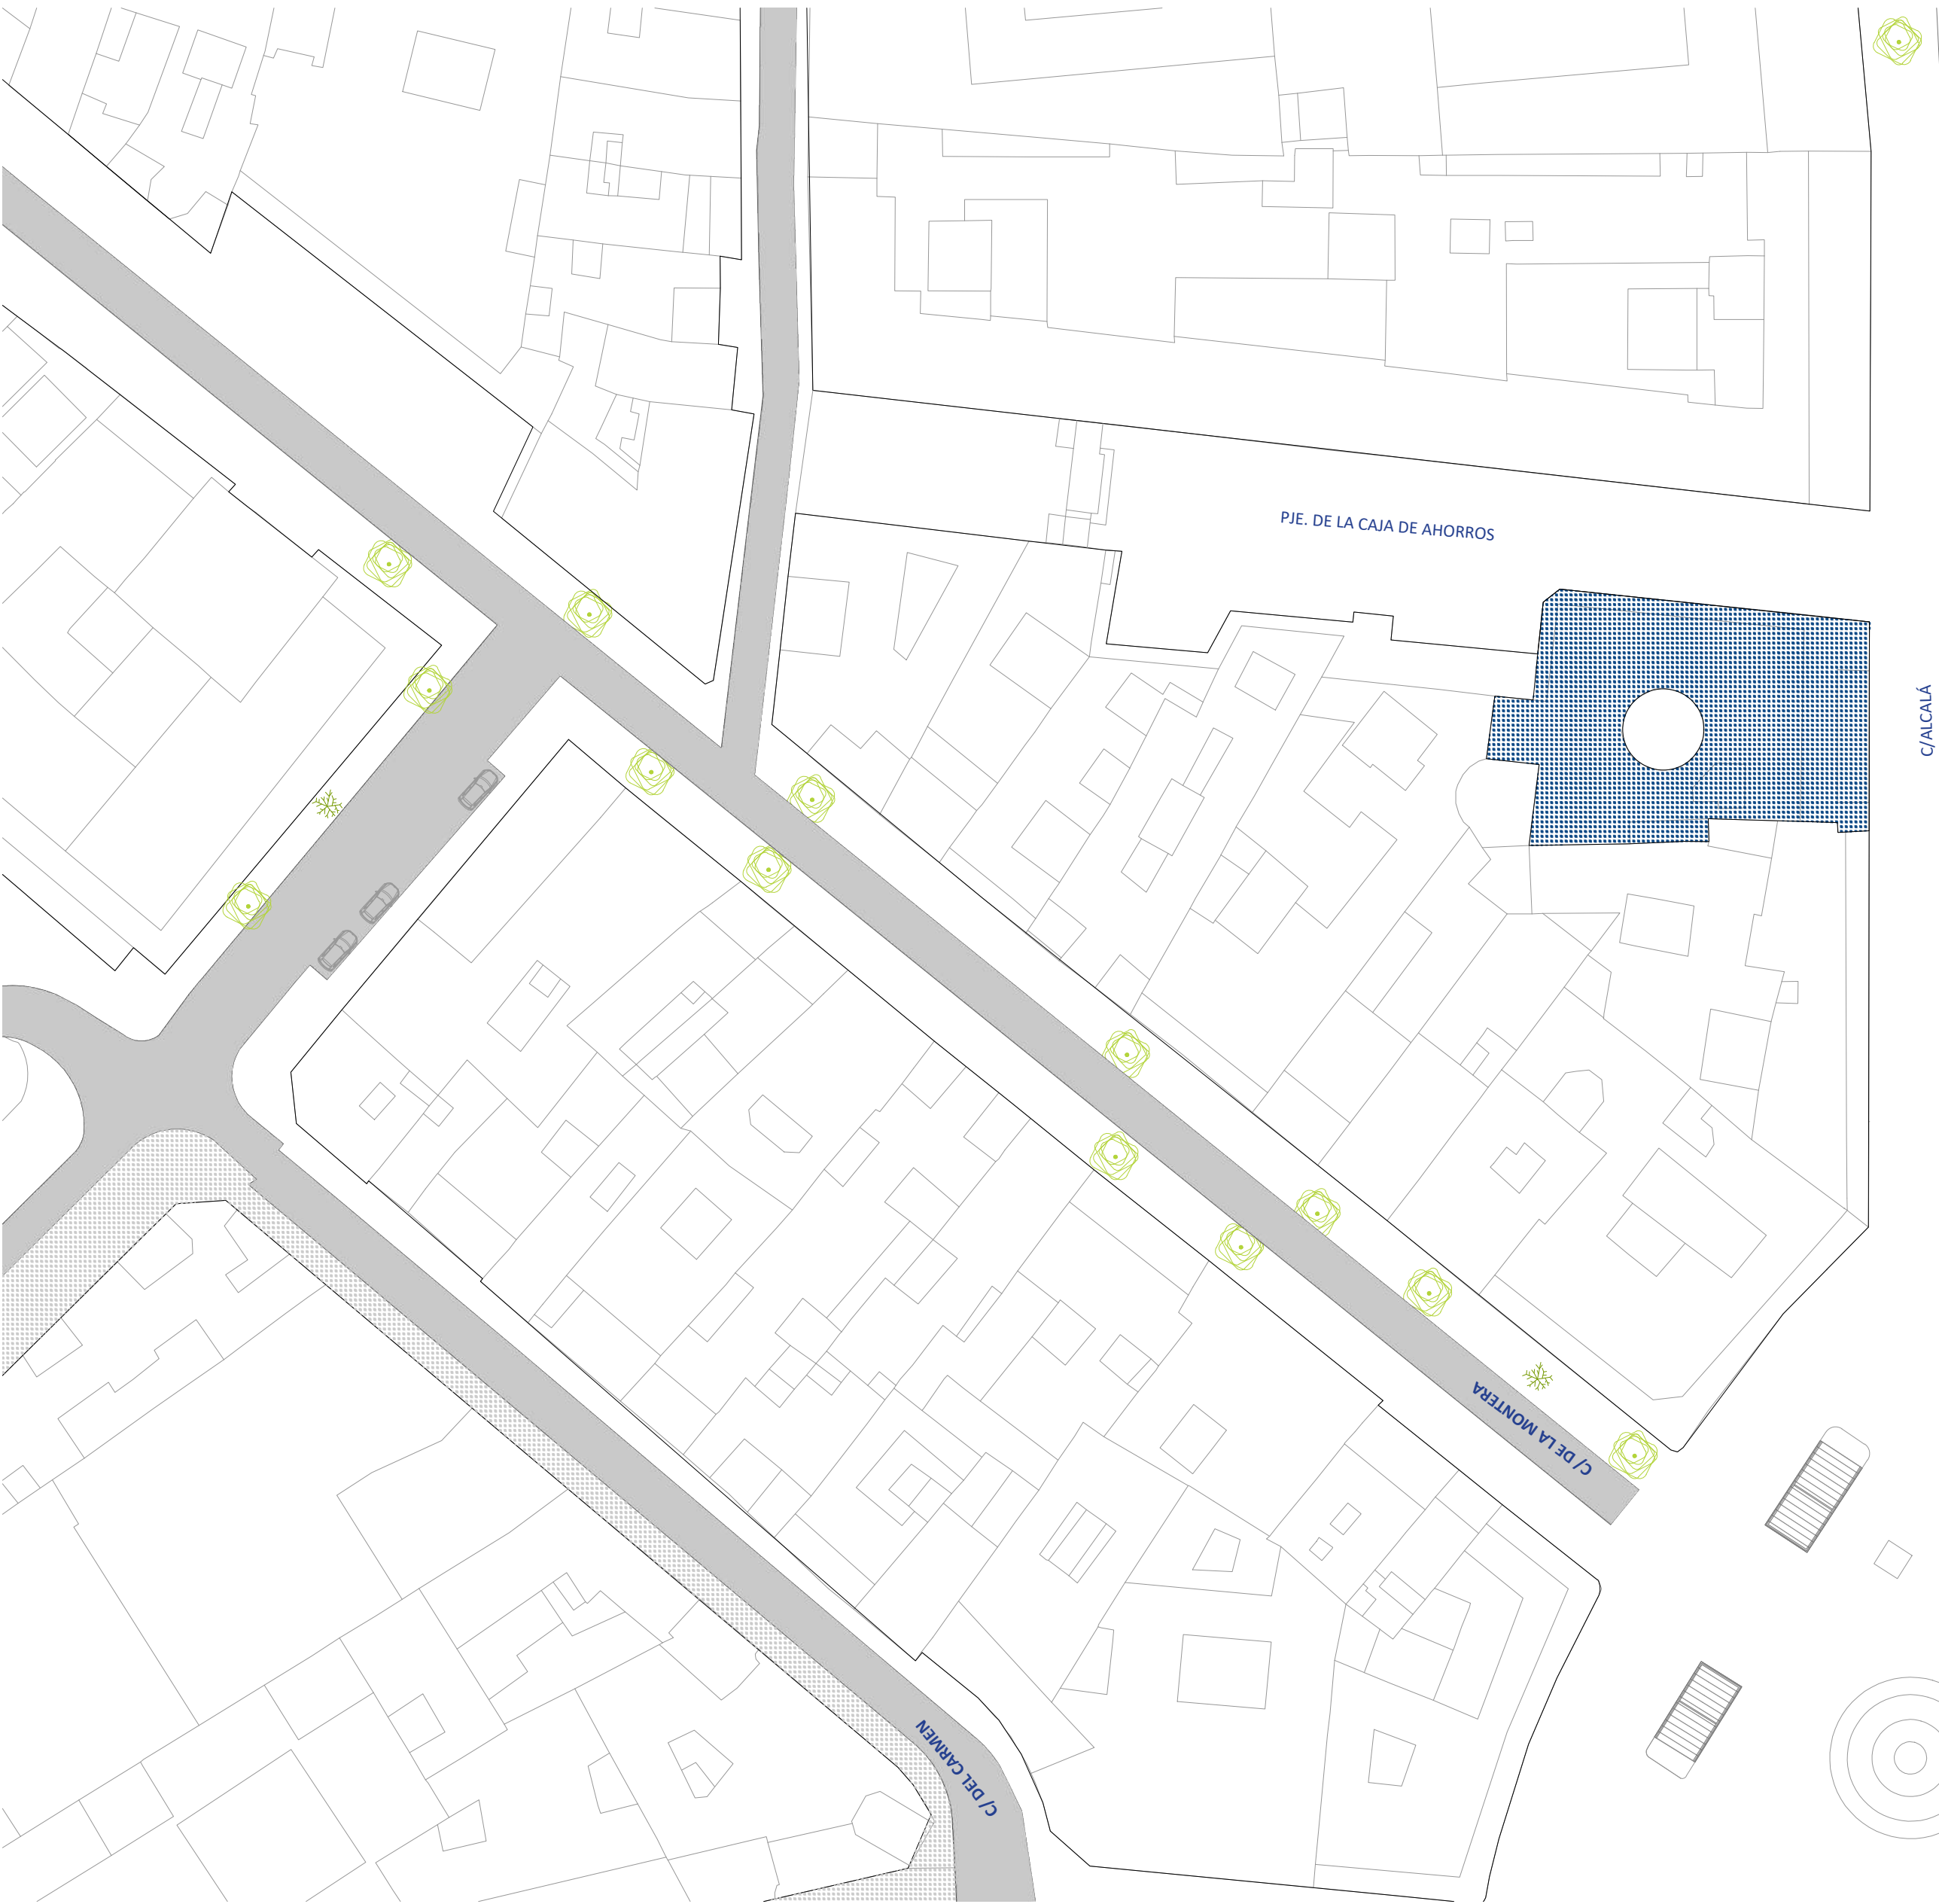 PJE. DE LA CAJA DE AHORROS
C/ALCALÁ
C/ DE LA MONTERA
C/ DEL CARMEN